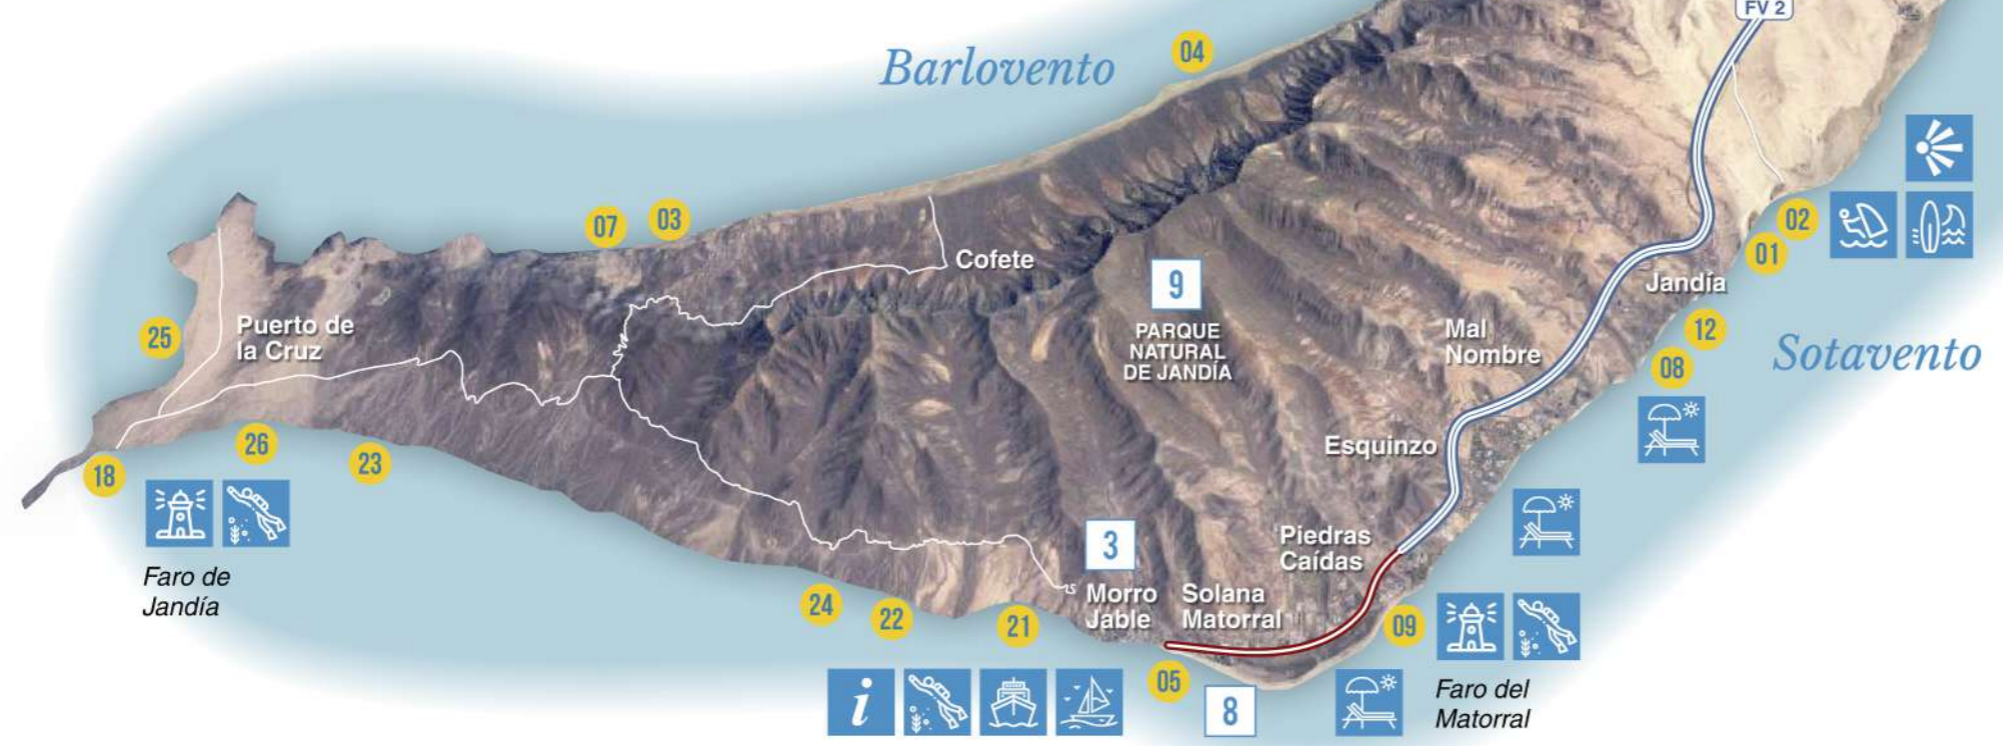 FV 2
Barlovento
04
07
03
02
01
Cofete
9
PARQUE
NATURAL
DE JANDÍA
Jandía
25
Puerto de
la Cruz
Mal
Nombre
12
08
Sotavento
Esquinzo
18
26
23
Faro de
Jandía
3
Piedras
Caídas
Morro
Jable
Solana
Matorral
24
22
21
09
05
8
i
Faro del
Matorral